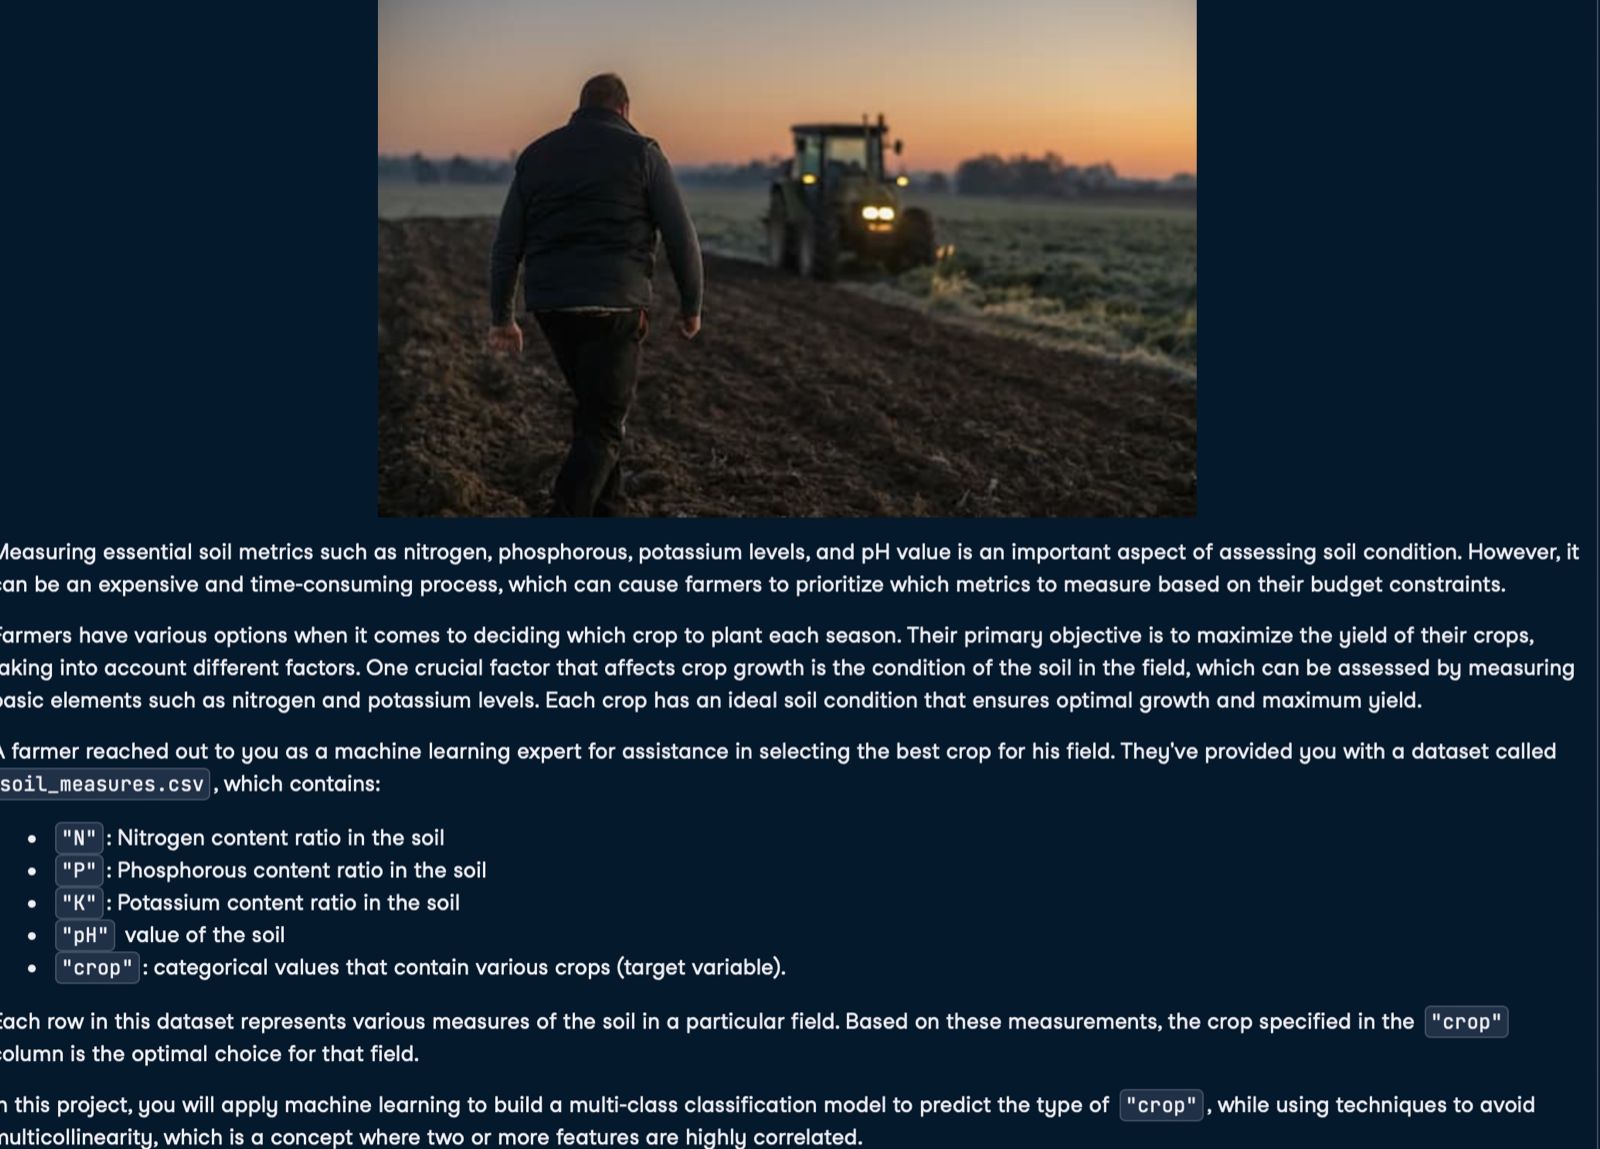 Measuring essential soil metrics such as nitrogen, phosphorous, potassium levels, and pH value is an important aspect of assessing soil condition. However, it
can be an expensive and time-consuming process, which can cause farmers to prioritize which metrics to measure based on their budget constraints.
Farmers have various options when it comes to deciding which crop to plant each season. Their primary objective is to maximize the yield of their crops,
taking into account different factors. One crucial factor that affects crop growth is the condition of the soil in the field, which can be assessed by measuring
basic elements such as nitrogen and potassium levels. Each crop has an ideal soil condition that ensures optimal growth and maximum yield.
A farmer reached out to you as a machine learning expert for assistance in selecting the best crop for his field. They've provided you with a dataset called
soil_measures.csv, which contains:
• "N": Nitrogen content ratio in the soil
• "P": Phosphorous content ratio in the soil
• "K": Potassium content ratio in the soil
• "pH" value of the soil
• "crop": categorical values that contain various crops (target variable).
Each row in this dataset represents various measures of the soil in a particular field. Based on these measurements, the crop specified in the "crop"
column is the optimal choice for that field.
In this project, you will apply machine learning to build a multi-class classification model to predict the type of "crop", while using techniques to avoid
multicollinearity, which is a concept where two or more features are highly correlated.